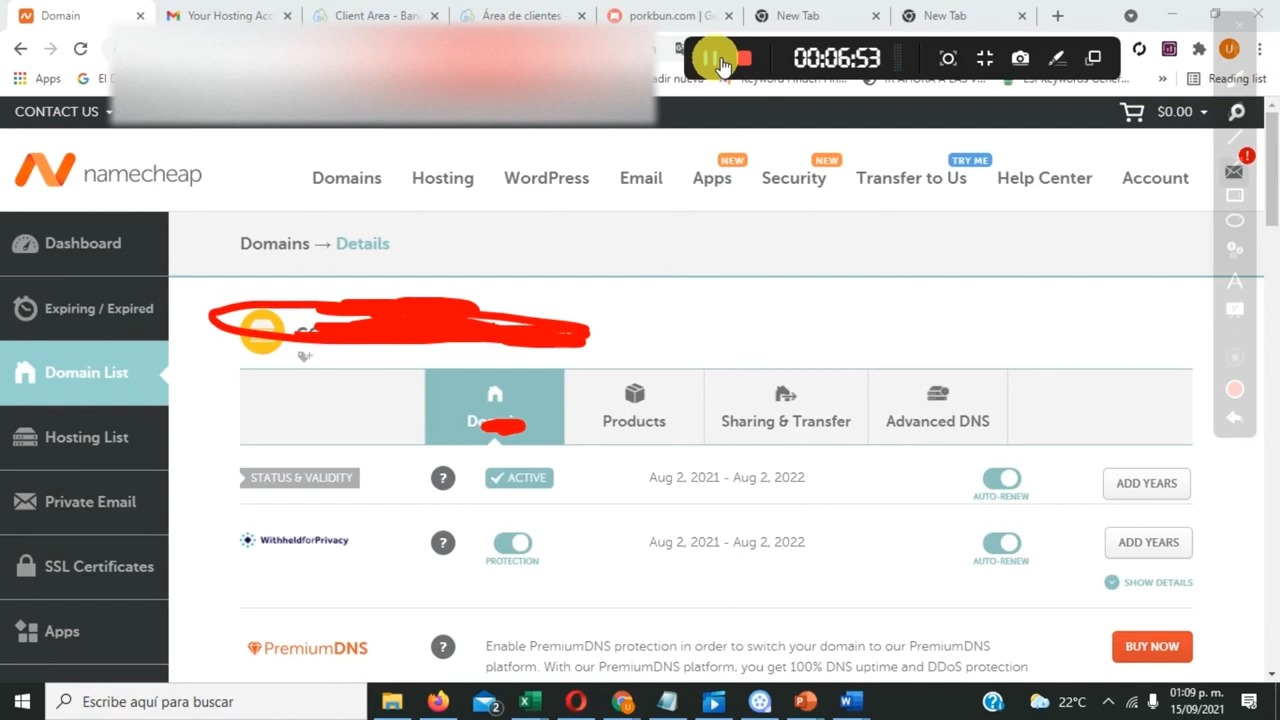 Domain
Your Hosting Acc
Client Area - Ban
Área de clientes -
porkbun.com | Ge
New Tab
New Tab
00:06:53
Apps
G El D
adir nueva
Reading list
CONTACT US
$0.00
namecheap
Domains
Hosting
WordPress
Email
NEW
Apps
NEW
Security
TRY ME
Transfer to Us
Help Center
Account
Dashboard
Expiring / Expired
Domain List
Hosting List
Private Email
SSL Certificates
Apps
Domains → Details
Products
Sharing & Transfer
Advanced DNS
STATUS & VALIDITY
?
ACTIVE
Aug 2, 2021 - Aug 2, 2022
AUTO-RENEW
ADD YEARS
WithheldforPrivacy
?
PROTECTION
Aug 2, 2021 - Aug 2, 2022
AUTO-RENEW
ADD YEARS
SHOW DETAILS
PremiumDNS
?
Enable PremiumDNS protection in order to switch your domain to our PremiumDNS
platform. With our PremiumDNS platform, you get 100% DNS uptime and DDoS protection
BUY NOW
Escribe aquí para buscar
2
22°C
01:09 p. m.
15/09/2021